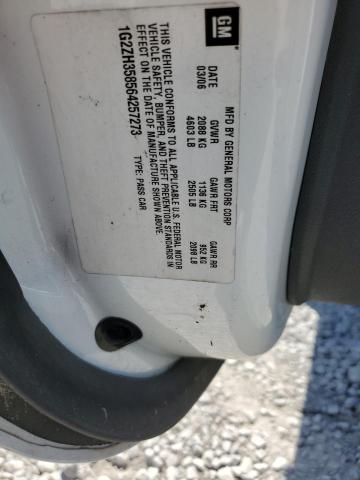 GM
MFD BY GENERAL MOTORS CORP
DATE GVWR GAWR FRT GAWR RR
03/06 2088 KG 1136 KG 952 KG
4603 LB 2505 LB 2098 LB
THIS VEHICLE CONFORMS TO ALL APPLICABLE U.S. FEDERAL MOTOR
VEHICLE SAFETY, BUMPER, AND THEFT PREVENTION STANDARDS IN
EFFECT ON THE DATE OF MANUFACTURE SHOWN ABOVE.
1G2ZH358564257273 TYPE: PASS CAR